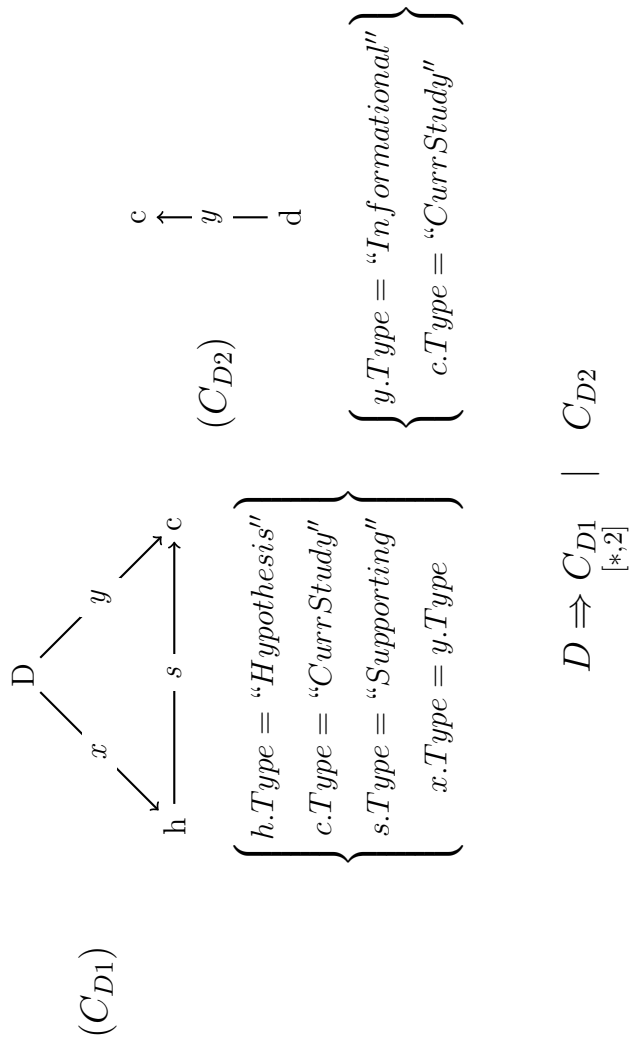 (C_{D1})
D
x
y
h
s
c
h.Type = “Hypothesis”
c.Type = “CurrStudy”
s.Type = “Supporting”
x.Type = y.Type
(C_{D2})
c
y
d
y.Type = “Informational”
c.Type = “CurrStudy”
D ⇒ C_{D1} | C_{D2}
[*,2]